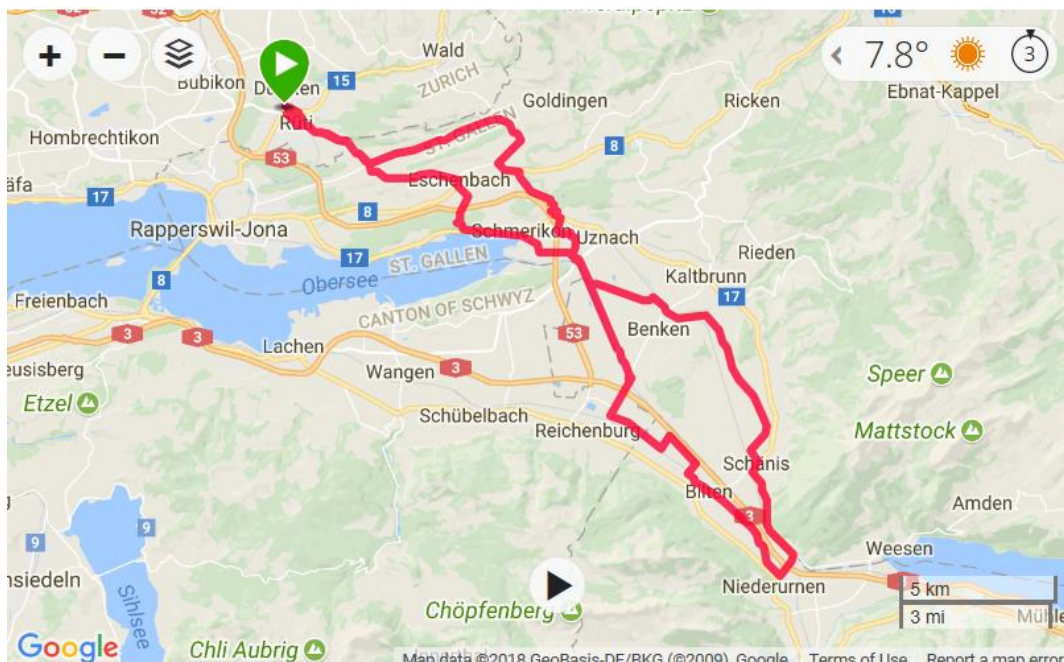 + −
7.8° 3
Wald
Bubikon
15
ZURICH
Goldingen
Ricken
Ebnat-Kappel
Hombrechtikon
Rüti
53
ST. GALLEN
8
17
Eschenbach
8
Rapperswil-Jona
Schmerikon
Uznach
17
ST. GALLEN
Rieden
Obersee
Kaltbrunn
8
17
Freienbach
CANTON OF SCHWYZ
3
3
53
Benken
Lachen
Wangen
3
Speer
Etzel
Schübelbach
Reichenburg
Mattstock
Schänis
Bilten
Amden
9
9
3
Weesen
Niederurnen
5 km
3 mi
Sihlsee
Chöpfenberg
Google
Chli Aubrig
Map data ©2018 GeoBasis-DE/BKG (©2009), Google Terms of Use Report a map error